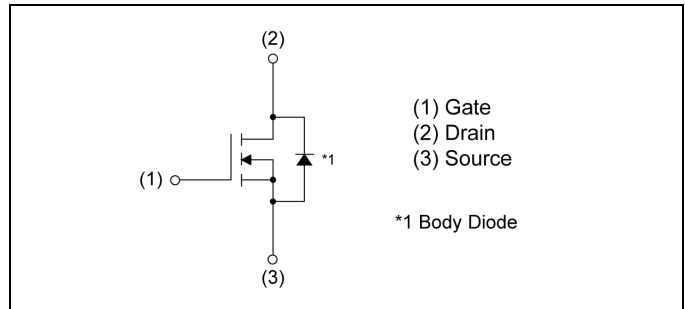 (2)
(1) Gate
(2) Drain
(3) Source
*1
(1)
*1 Body Diode
(3)